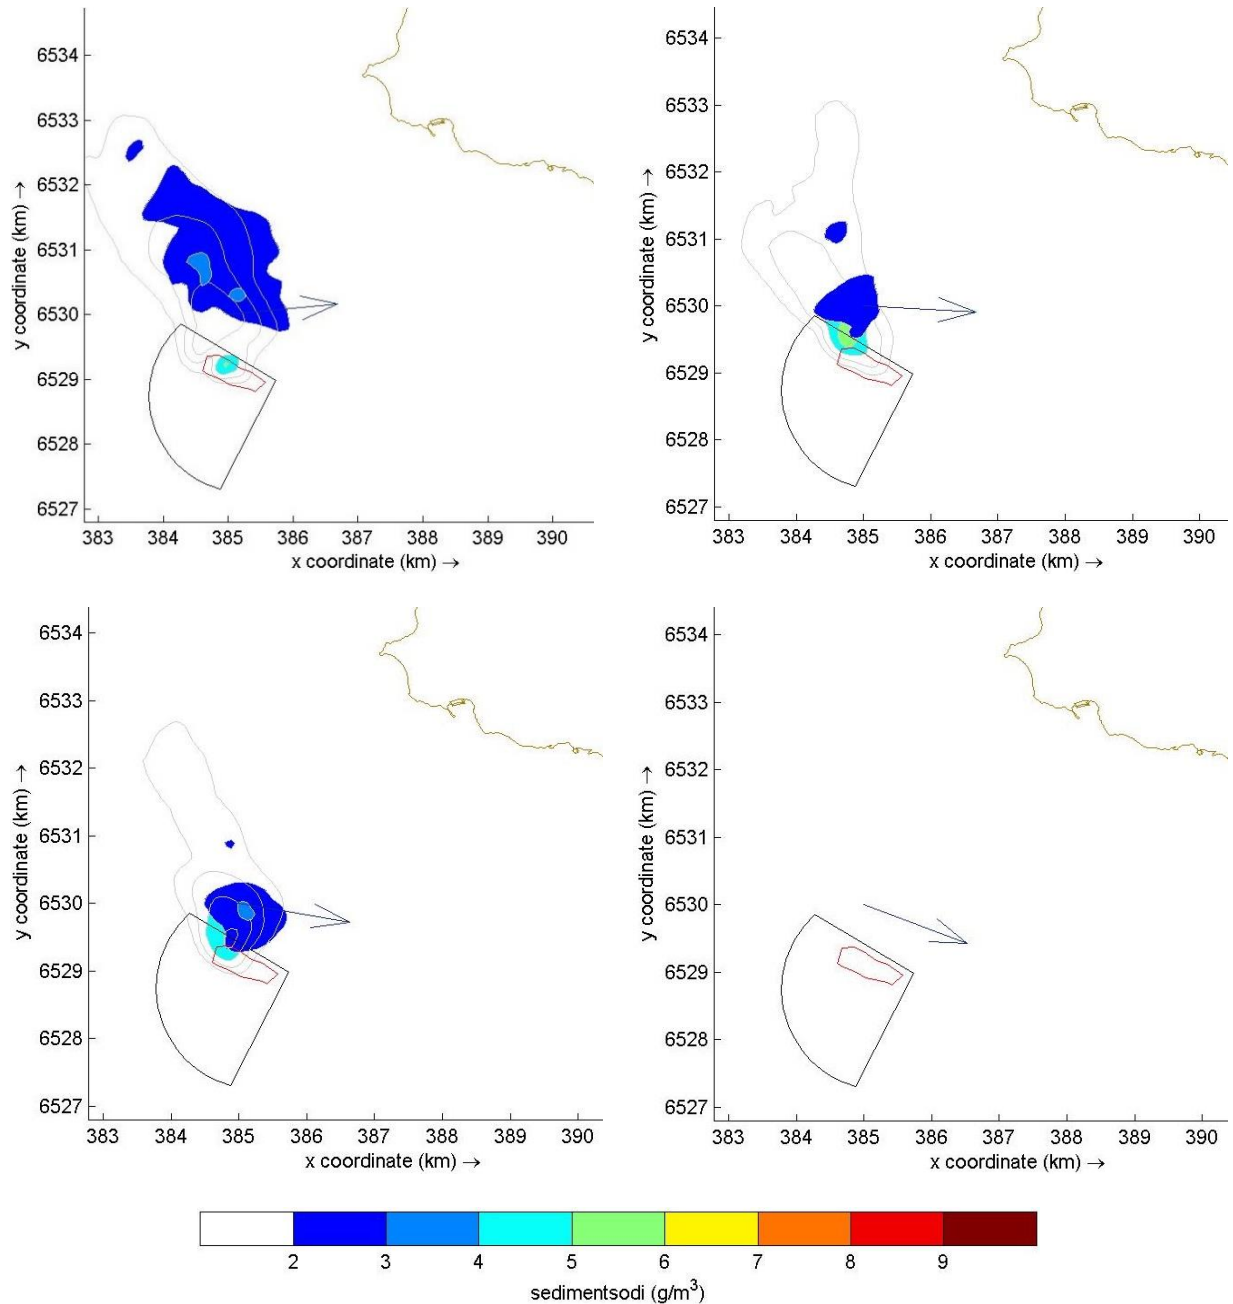 6534
6533
6532
6531
6530
6529
6528
6527
y coordinate (km) →
383 384 385 386 387 388 389 390
x coordinate (km) →
6534
6533
6532
6531
6530
6529
6528
6527
y coordinate (km) →
383 384 385 386 387 388 389 390
x coordinate (km) →
6534
6533
6532
6531
6530
6529
6528
6527
y coordinate (km) →
383 384 385 386 387 388 389 390
x coordinate (km) →
6534
6533
6532
6531
6530
6529
6528
6527
y coordinate (km) →
383 384 385 386 387 388 389 390
x coordinate (km) →
2 3 4 5 6 7 8 9
sedimentsodi (g/m³)